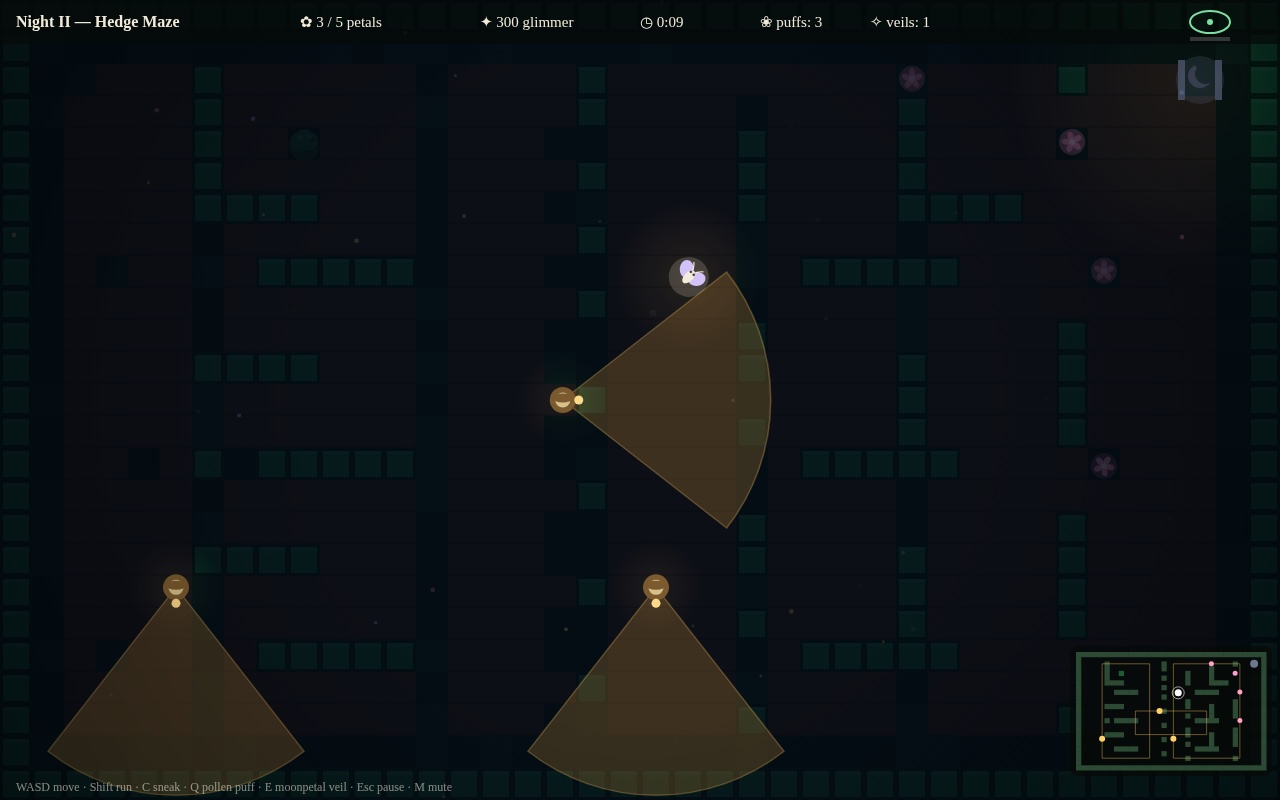 Night II — Hedge Maze ✿ 3 / 5 petals ✦ 300 glimmer ◷ 0:09 ❀ puffs: 3 ✧ veils: 1
WASD move · Shift run · C sneak · Q pollen puff · E moonpetal veil · Esc pause · M mute